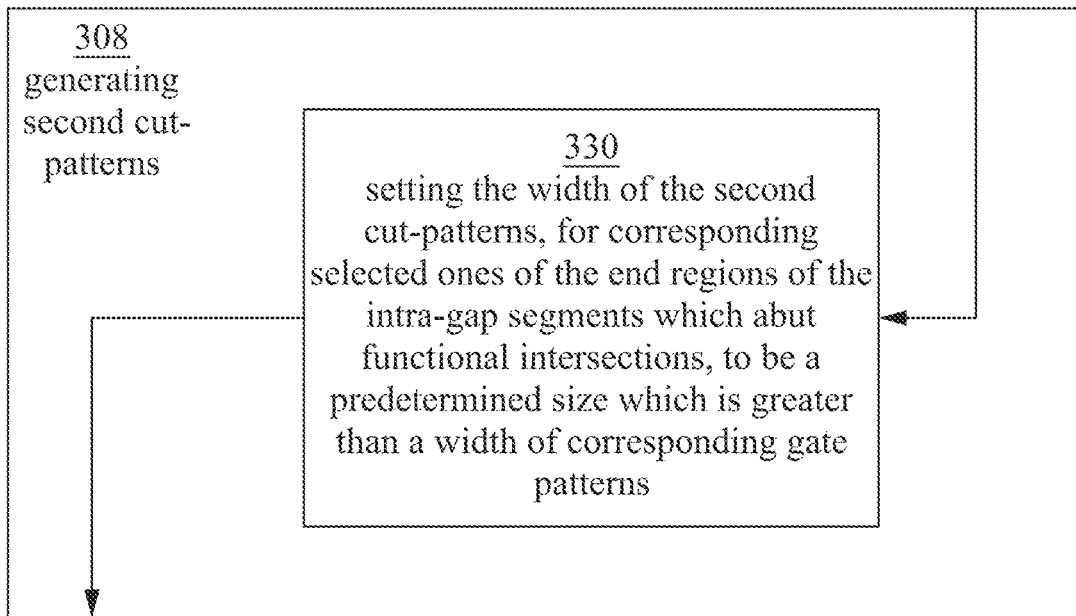 308
generating
second cut-
patterns
330
setting the width of the second
cut-patterns, for corresponding
selected ones of the end regions of the
intra-gap segments which abut
functional intersections, to be a
predetermined size which is greater
than a width of corresponding gate
patterns